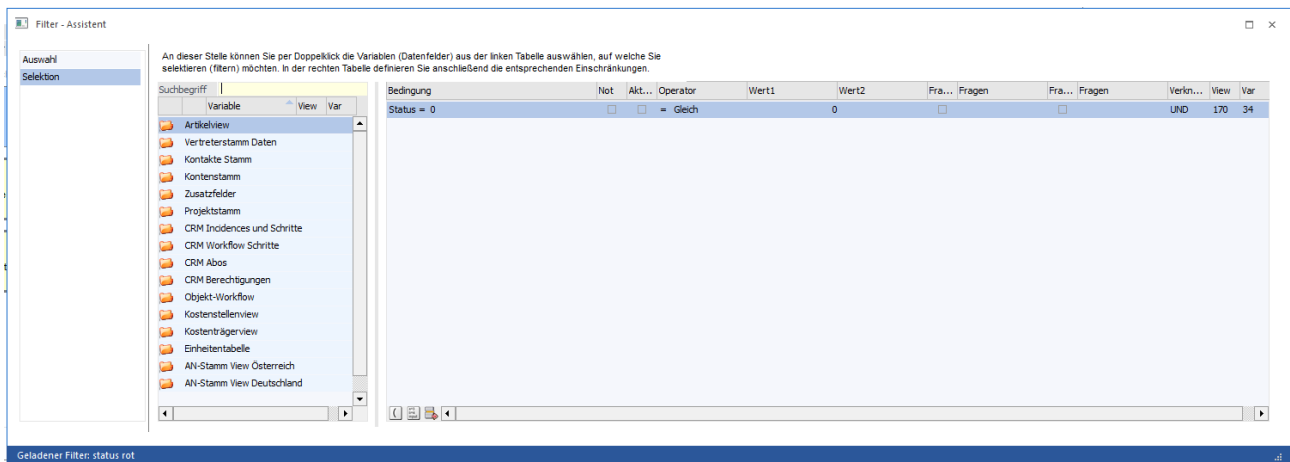 Filter - Assistent
Auswahl
Selektion
An dieser Stelle können Sie per Doppelklick die Variablen (Datenfelder) aus der linken Tabelle auswählen, auf welche Sie
selektieren (filtern) möchten. In der rechten Tabelle definieren Sie anschließend die entsprechenden Einschränkungen.
Suchbegriff
Variable View Var
Artikelview
Vertreterstamm Daten
Kontakte Stamm
Kontenstamm
Zusatzfelder
Projektstamm
CRM Incidences und Schritte
CRM Workflow Schritte
CRM Abos
CRM Berechtigungen
Objekt-Workflow
Kostenstellenview
Kostenträgerview
Einheitentabelle
AN-Stamm View Österreich
AN-Stamm View Deutschland
Bedingung Not Akt... Operator Wert1 Wert2 Fra... Fragen Fra... Fragen Verkn... View Var
Status = 0 = Gleich 0 UND 170 34
Geladener Filter: status rot